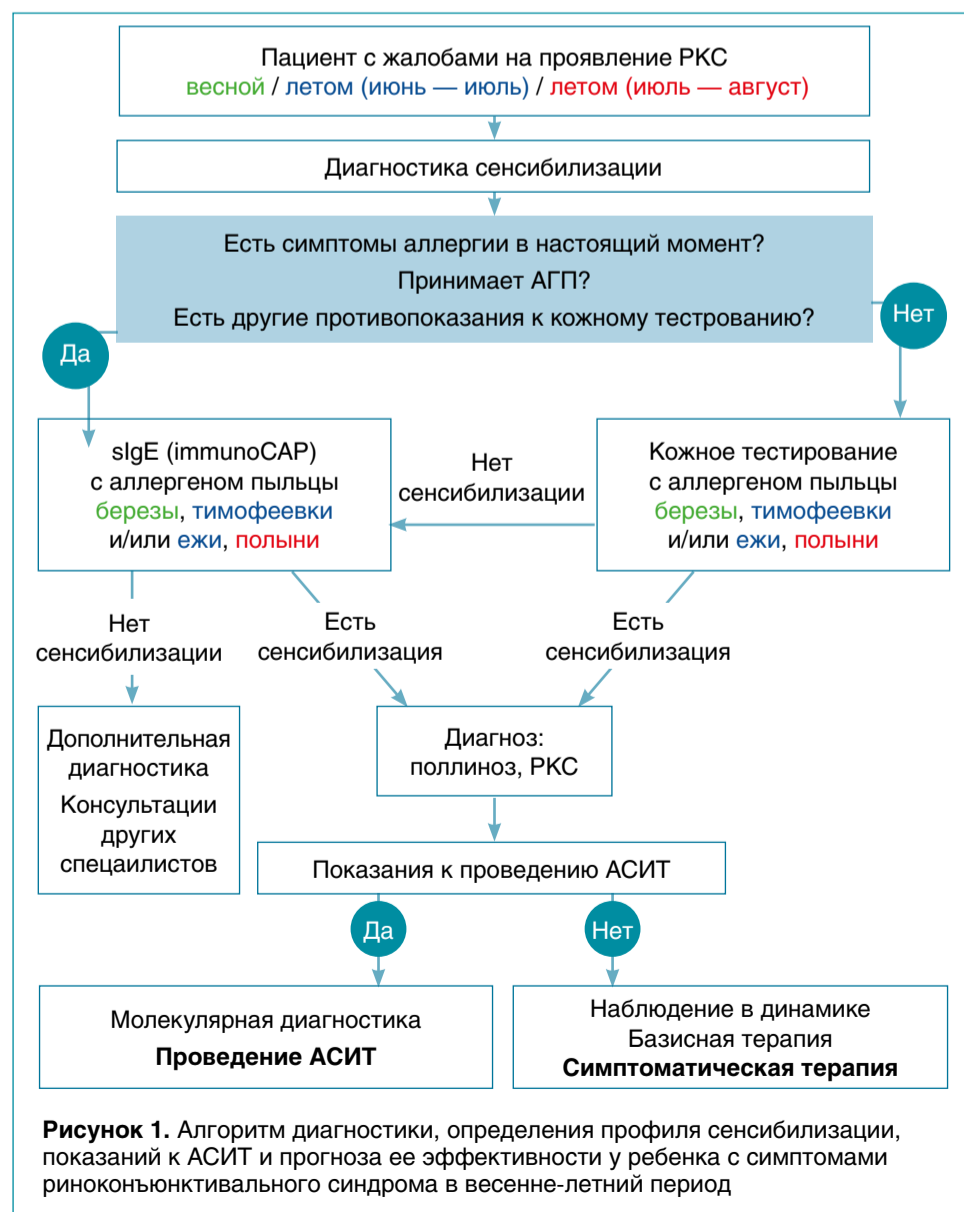 Пациент с жалобами на проявление РКС
весной / летом (июнь — июль) / летом (июль — август)
Диагностика сенсибилизации
Есть симптомы аллергии в настоящий момент?
Принимает АГП?
Есть другие противопоказания к кожному тестрованию?
Да
Нет
sIgE (immunoCAP)
с аллергеном пыльцы
березы, тимофеевки
и/или ежи, полыни
Нет
сенсибилизации
Кожное тестирование
с аллергеном пыльцы
березы, тимофеевки
и/или ежи, полыни
Нет
сенсибилизации
Есть
сенсибилизация
Есть
сенсибилизация
Дополнительная
диагностика
Консультации
других
спецаилистов
Диагноз:
поллиноз, РКС
Показания к проведению АСИТ
Да
Нет
Молекулярная диагностика
Проведение АСИТ
Наблюдение в динамике
Базисная терапия
Симптоматическая терапия
Рисунок 1. Алгоритм диагностики, определения профиля сенсибилизации,
показаний к АСИТ и прогноза ее эффективности у ребенка с симптомами
риноконъюнктивального синдрома в весенне-летний период